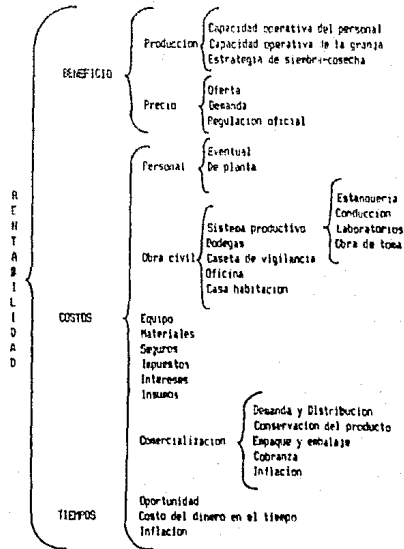 RENTABILIDAD
BENEFICIO
Produccion
Capacidad operativa del personal
Capacidad operativa de la granja
Estrategia de siembra-cosecha
Precio
Oferta
Demanda
Regulacion oficial
COSTOS
Personal
Eventual
De planta
Obra civil
Sistema productivo
Estanqueria
Conduccion
Laboratorios
Obra de toma
Bodegas
Caseta de vigilancia
Oficina
Casa habitacion
Equipo
Materiales
Seguros
Impuestos
Intereses
Insumos
Comercializacion
Demanda y Distribucion
Conservacion del producto
Empaque y embalaje
Cobranza
Inflacion
TIEMPOS
Oportunidad
Costo del dinero en el tiempo
Inflacion